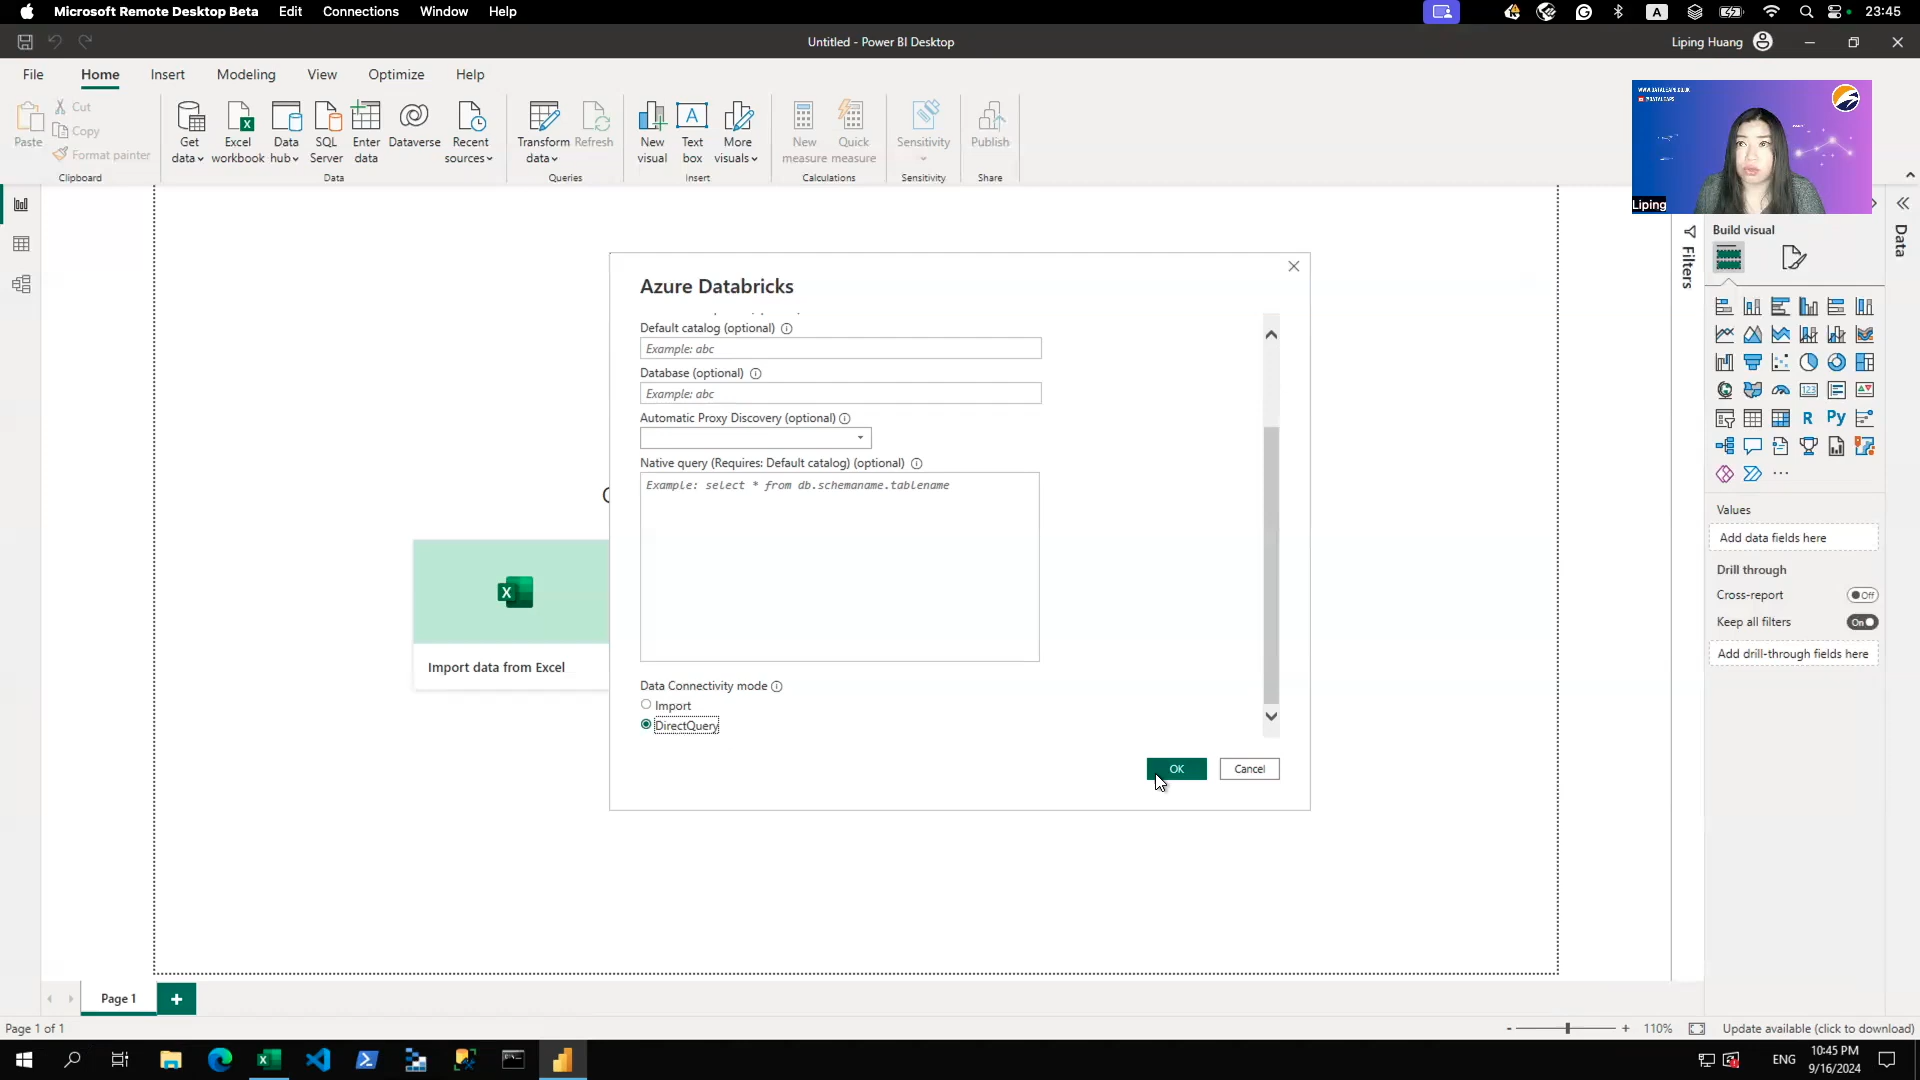 Microsoft Remote Desktop Beta Edit Connections Window Help
A
23:45
Untitled - Power BI Desktop
Liping Huang
File Home Insert Modeling View Optimize Help
Paste
Cut
Copy
Format painter
Clipboard
Get data
Excel workbook
Data hub
SQL Server
Enter data
Dataverse
Recent sources
Data
Transform data
Refresh
Queries
New visual
Text box
More visuals
Insert
New measure
Quick measure
Calculations
Sensitivity
Sensitivity
Publish
Share
WWW.DATALEAPS.CO.UK
@DATALEAPS
Liping
Filters
Build visual
Data
Azure Databricks
Default catalog (optional)
Example: abc
Database (optional)
Example: abc
Automatic Proxy Discovery (optional)
Native query (Requires: Default catalog) (optional)
Example: select * from db.schemaname.tablename
Data Connectivity mode
Import
DirectQuery
OK Cancel
Import data from Excel
123
R
Py
Values
Add data fields here
Drill through
Cross-report
Off
Keep all filters
On
Add drill-through fields here
Page 1
Page 1 of 1
- + 110%
Update available (click to download)
ENG
10:45 PM
9/16/2024